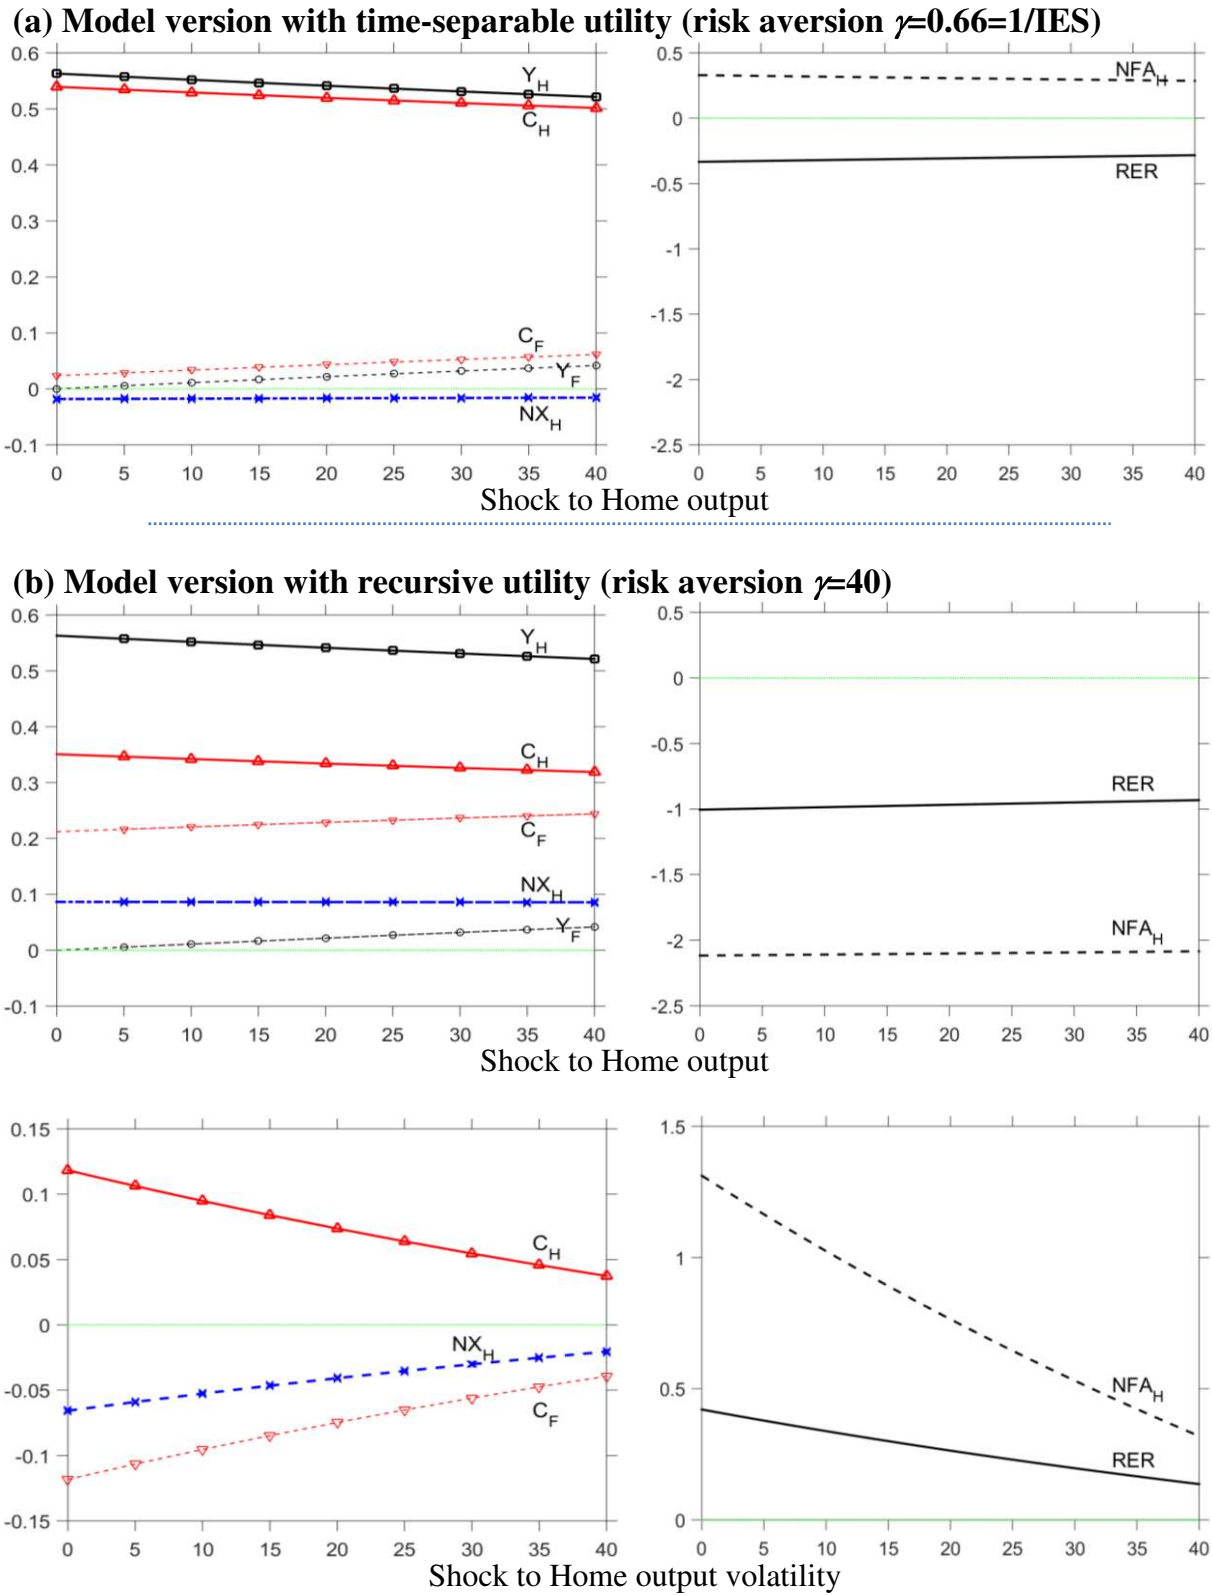 (a) Model version with time-separable utility (risk aversion γ=0.66=1/IES)
0.6
0.5
0.4
0.3
0.2
0.1
0
-0.1
Y_H
C_H
C_F
Y_F
NX_H
0 5 10 15 20 25 30 35 40
0.5
0
-0.5
-1
-1.5
-2
-2.5
NFA_H
RER
0 5 10 15 20 25 30 35 40
Shock to Home output
(b) Model version with recursive utility (risk aversion γ=40)
0.6
0.5
0.4
0.3
0.2
0.1
0
-0.1
Y_H
C_H
C_F
NX_H
Y_F
0 5 10 15 20 25 30 35 40
0.5
0
-0.5
-1
-1.5
-2
-2.5
RER
NFA_H
0 5 10 15 20 25 30 35 40
Shock to Home output
0.15
0.1
0.05
0
-0.05
-0.1
-0.15
C_H
NX_H
C_F
0 5 10 15 20 25 30 35 40
1.5
1
0.5
0
NFA_H
RER
0 5 10 15 20 25 30 35 40
Shock to Home output volatility